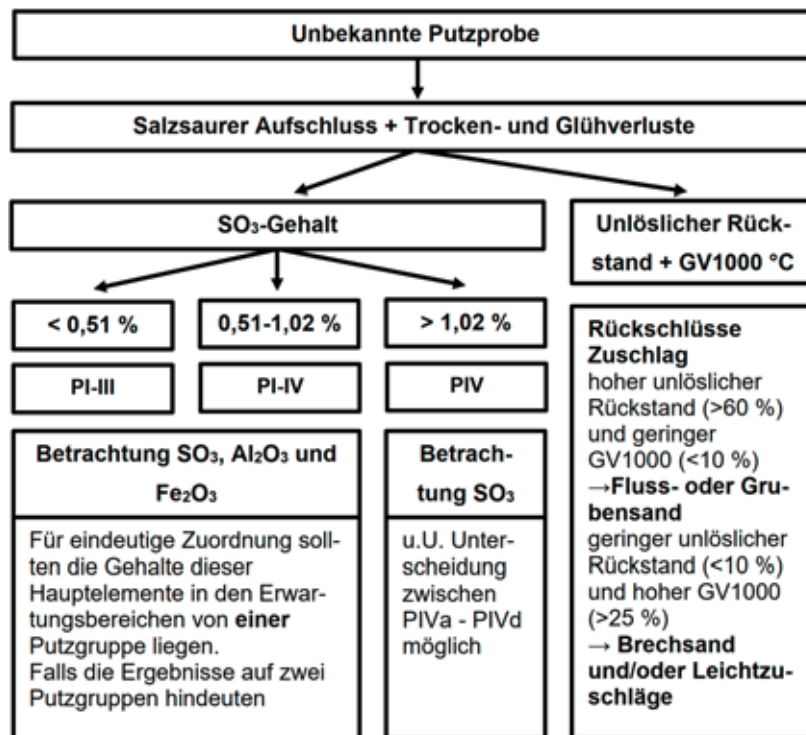 Unbekannte Putzprobe
Salzsaurer Aufschluss + Trocken- und Glühverluste
SO₃-Gehalt
Unlöslicher Rück-
stand + GV1000 °C
< 0,51 %
0,51-1,02 %
> 1,02 %
PI-III
PI-IV
PIV
Betrachtung SO₃, Al₂O₃ und
Fe₂O₃
Für eindeutige Zuordnung soll-
ten die Gehalte dieser
Hauptelemente in den Erwar-
tungsbereichen von einer
Putzgruppe liegen.
Falls die Ergebnisse auf zwei
Putzgruppen hindeuten
Betrach-
tung SO₃
u.U. Unter-
scheidung
zwischen
PIVa - PIVd
möglich
Rückschlüsse
Zuschlag
hoher unlöslicher
Rückstand (>60 %)
und geringer
GV1000 (<10 %)
→Fluss- oder Gru-
bensand
geringer unlöslicher
Rückstand (<10 %)
und hoher GV1000
(>25 %)
→ Brechsand
und/oder Leichtzu-
schläge